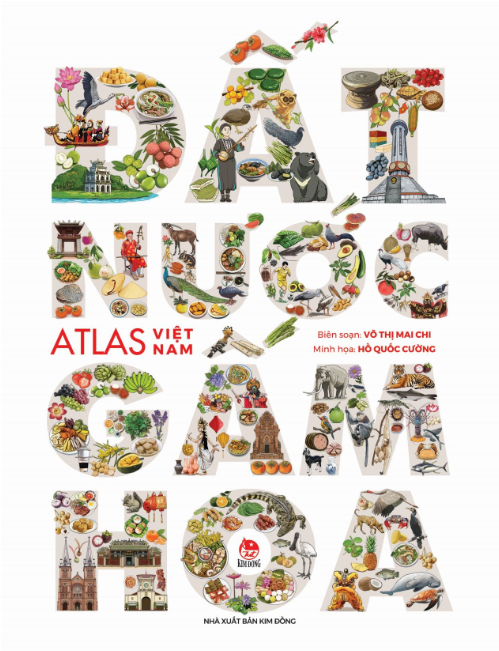 ĐẤT
NƯỚC
ATLAS VIỆT NAM
Biên soạn: VÕ THỊ MAI CHI
Minh họa: HỒ QUỐC CƯỜNG
GẤM
HOA
KIM ĐỒNG
NHÀ XUẤT BẢN KIM ĐỒNG